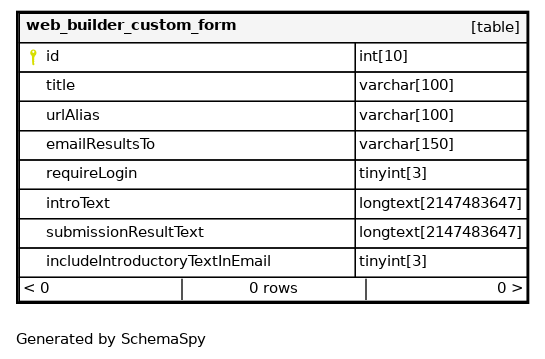 web_builder_custom_form [table]
id int[10]
title varchar[100]
urlAlias varchar[100]
emailResultsTo varchar[150]
requireLogin tinyint[3]
introText longtext[2147483647]
submissionResultText longtext[2147483647]
includeIntroductoryTextInEmail tinyint[3]
< 0 0 rows 0 >
Generated by SchemaSpy